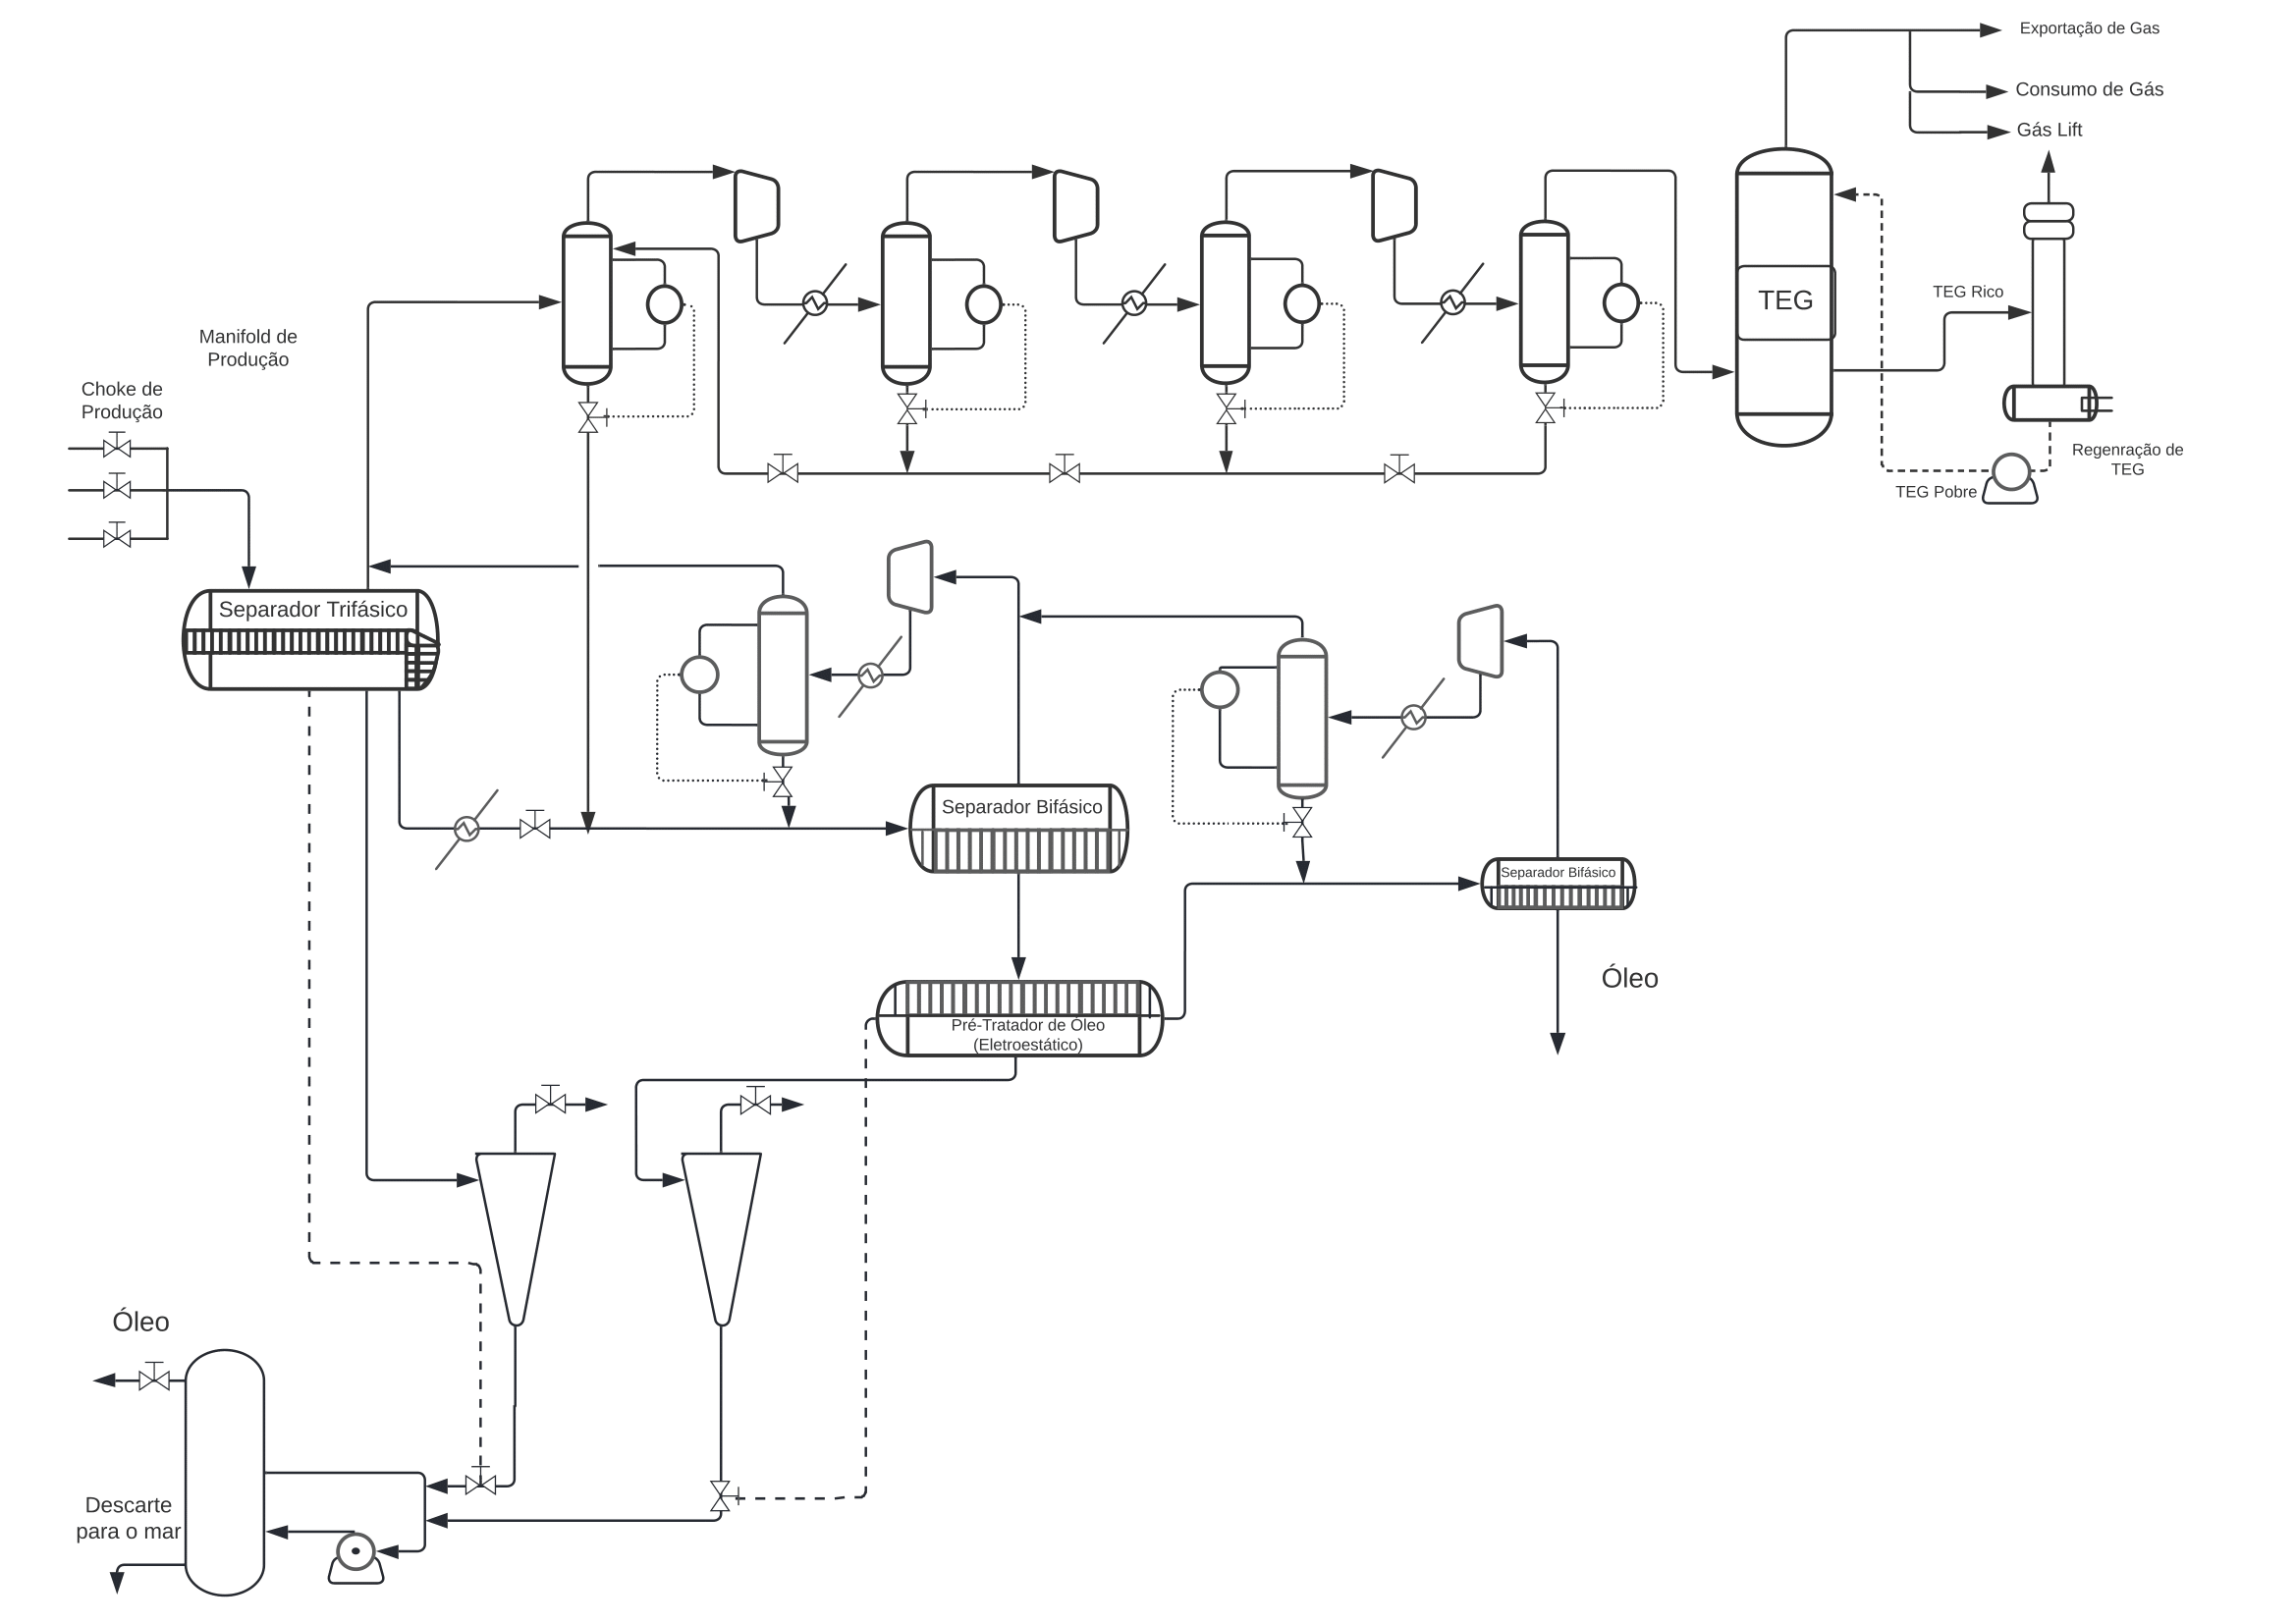 Exportação de Gas
Consumo de Gás
Gás Lift
TEG
TEG Rico
Manifold de
Produção
Choke de
Produção
Regenração de
TEG
TEG Pobre
Separador Trifásico
Separador Bifásico
Separador Bifásico
Óleo
Pré-Tratador de Óleo
(Eletroestático)
Óleo
Descarte
para o mar